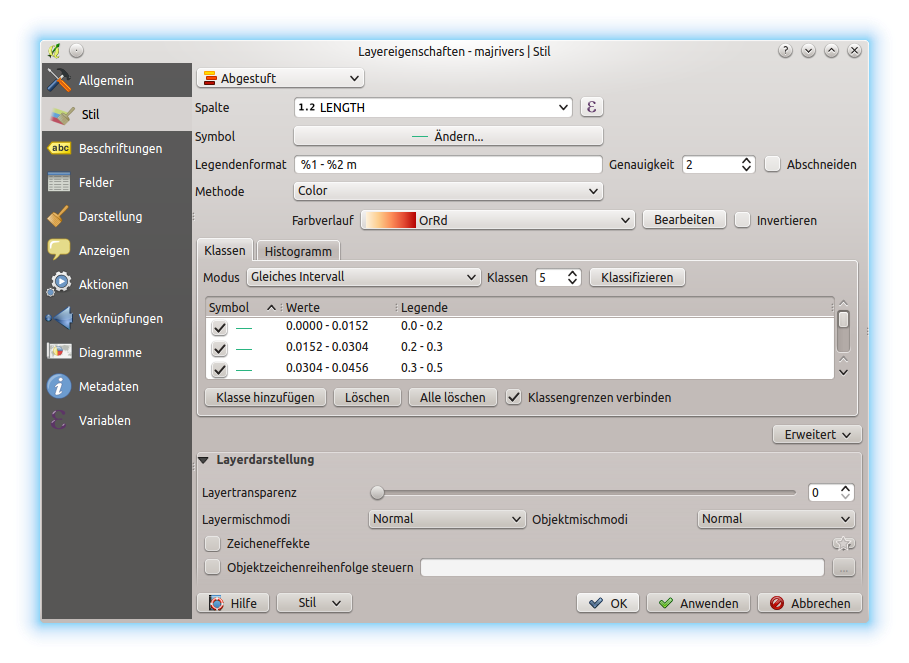 Layereigenschaften - majrivers | Stil
Allgemein
Stil
Beschriftungen
Felder
Darstellung
Anzeigen
Aktionen
Verknüpfungen
Diagramme
Metadaten
Variablen
Abgestuft
Spalte 1.2 LENGTH ε
Symbol Ändern...
Legendenformat %1 - %2 m Genauigkeit 2 Abschneiden
Methode Color
Farbverlauf OrRd Bearbeiten Invertieren
Klassen Histogramm
Modus Gleiches Intervall Klassen 5 Klassifizieren
Symbol Werte Legende
0.0000 - 0.0152 0.0 - 0.2
0.0152 - 0.0304 0.2 - 0.3
0.0304 - 0.0456 0.3 - 0.5
Klasse hinzufügen Löschen Alle löschen Klassengrenzen verbinden
Erweitert
Layerdarstellung
Layertransparenz 0
Layermischmodi Normal Objektmischmodi Normal
Zeicheneffekte
Objektzeichenreihenfolge steuern ...
Hilfe Stil OK Anwenden Abbrechen